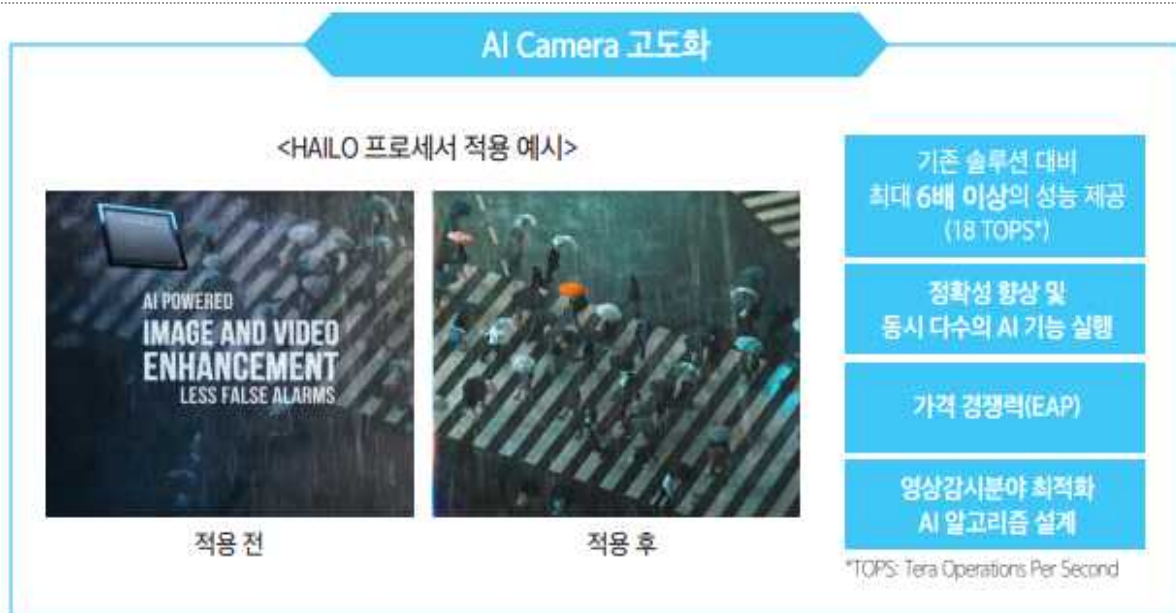 AI Camera 고도화
<HAILO 프로세서 적용 예시>
AI POWERED
IMAGE AND VIDEO
ENHANCEMENT
LESS FALSE ALARMS
적용 전
적용 후
기존 솔루션 대비
최대 6배 이상의 성능 제공
(18 TOPS*)
정확성 향상 및
동시 다수의 AI 기능 실행
가격 경쟁력(EAP)
영상감시분야 최적화
AI 알고리즘 설계
*TOPS: Tera Operations Per Second